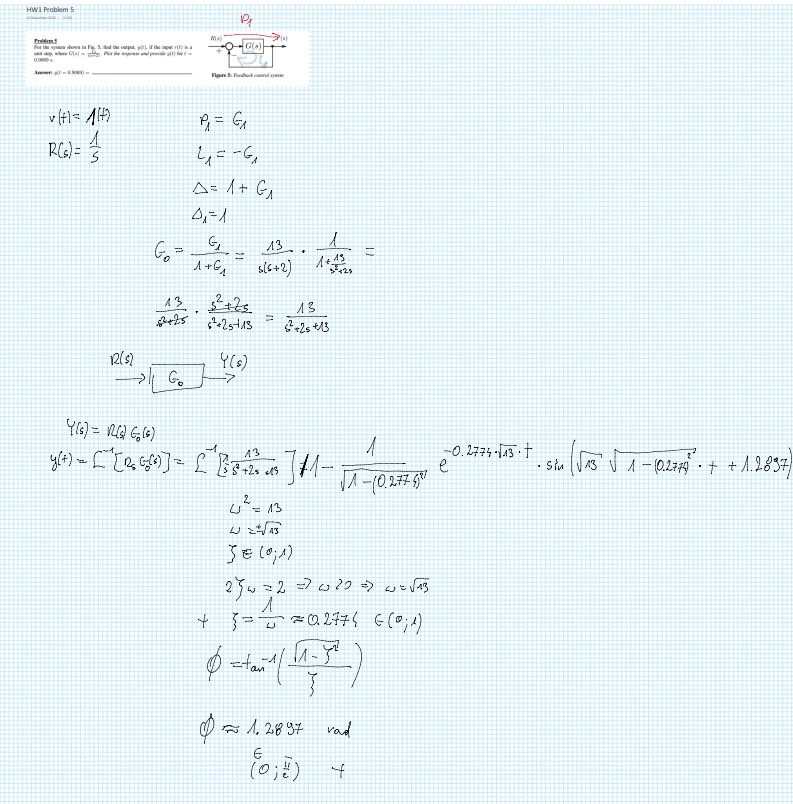 HW1 Problem 5
Problem 5
For the system shown in Fig. 5, find the output, y(t), if the input r(t) is a
unit step, where G(s) = 13/(s(s+2)). Plot the response and provide y(t) for t =
0.9069 s.
Answer: y(t = 0.9069) =
P₁
R(s)
+
−
G(s)
Figure 5: Feedback control system
r(t) = 1(t)
R(s) = 1/s
P₁ = G₁
L₁ = −G₁
Δ = 1 + G₁
Δ₁ = 1
G₀ = G₁/(1+G₁) = 13/(s(s+2)) · 1/(1 + 13/(s²+2s)) =
13/(s²+2s) · (s²+2s)/(s²+2s+13) = 13/(s²+2s+13)
R(s) G₀ Y(s)
Y(s) = R(s) G₀(s)
y(t) = L⁻¹[R(s) G₀(s)] = L⁻¹[1/s 13/(s²+2s+13)] = 1 − 1/√(1−(0.2774)²) e^(−0.2774·√13·t) · sin(√13 √(1−(0.2774)²) · t + 1.2897)
ω² = 13
ω = ±√13
ζ ∈ (0;1)
2ζω = 2 ⇒ ω>0 ⇒ ω = √13
+ ζ = 1/ω ≈ 0.2774 ∈ (0;1)
ϕ = tan⁻¹(√(1−ζ²)/ζ)
ϕ ≈ 1.2897 rad
∈
(0; π/2) +